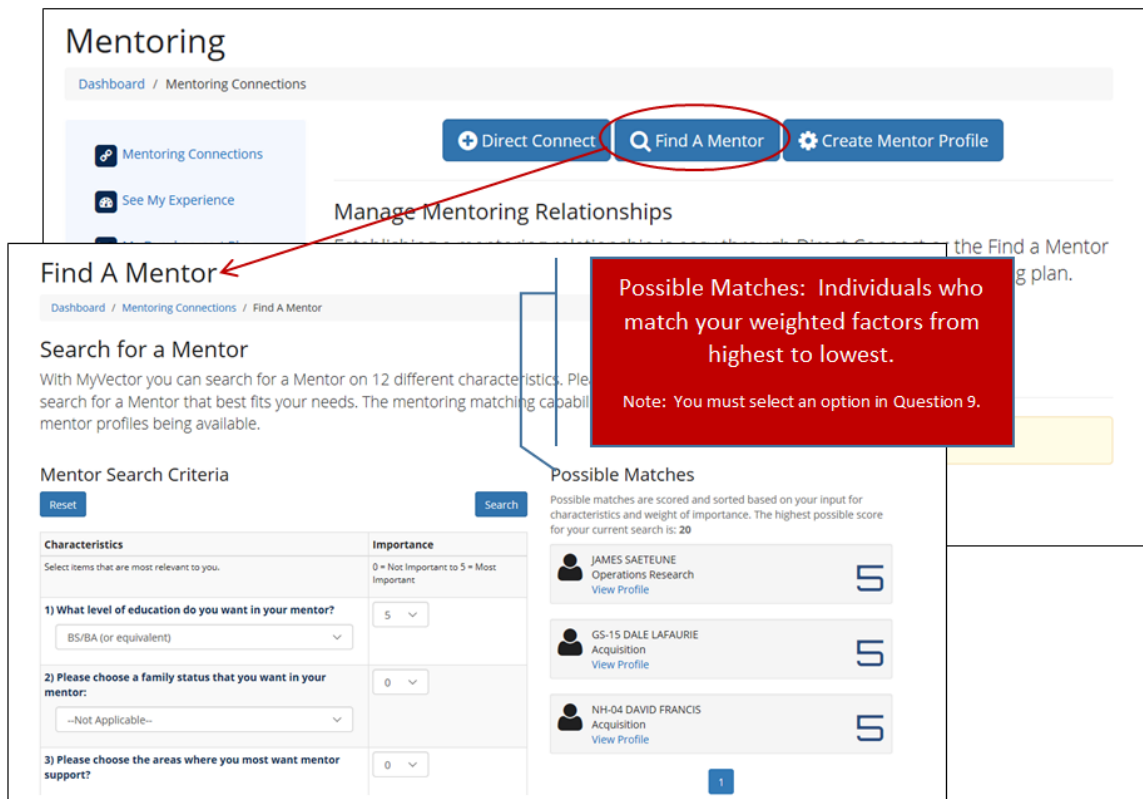 Mentoring
Dashboard / Mentoring Connections
Direct Connect
Find A Mentor
Create Mentor Profile
Mentoring Connections
See My Experience
Manage Mentoring Relationships
the Find a Mentor
g plan.
Find A Mentor
Dashboard / Mentoring Connections / Find A Mentor
Possible Matches: Individuals who
match your weighted factors from
highest to lowest.
Note: You must select an option in Question 9.
Search for a Mentor
With MyVector you can search for a Mentor on 12 different characteristics. Plea
search for a Mentor that best fits your needs. The mentoring matching capabil
mentor profiles being available.
Mentor Search Criteria
Reset
Search
Characteristics
Importance
Select items that are most relevant to you.
0 = Not Important to 5 = Most
Important
1) What level of education do you want in your mentor?
5
BS/BA (or equivalent)
2) Please choose a family status that you want in your
mentor:
0
--Not Applicable--
3) Please choose the areas where you most want mentor
support?
0
Possible Matches
Possible matches are scored and sorted based on your input for
characteristics and weight of importance. The highest possible score
for your current search is: 20
JAMES SAETEUNE
Operations Research
View Profile
5
GS-15 DALE LAFAURIE
Acquisition
View Profile
5
NH-04 DAVID FRANCIS
Acquisition
View Profile
5
1